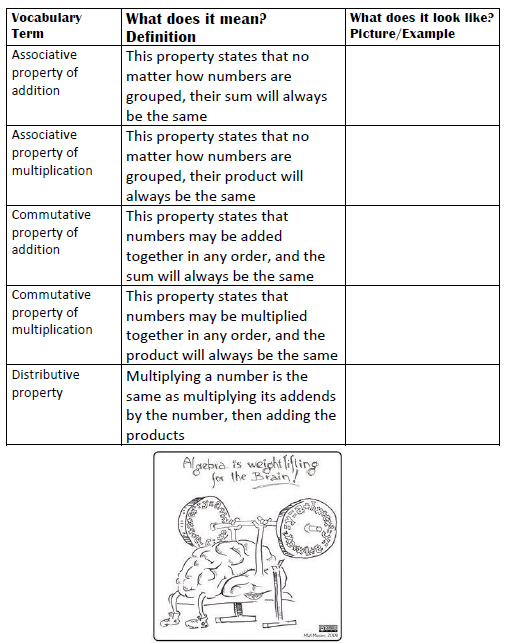 Vocabulary Term
What does it mean? Definition
What does it look like? Picture/Example
Associative
property of
addition
This property states that no
matter how numbers are
grouped, their sum will always
be the same
Associative
property of
multiplication
This property states that no
matter how numbers are
grouped, their product will
always be the same
Commutative
property of
addition
This property states that
numbers may be added
together in any order, and the
sum will always be the same
Commutative
property of
multiplication
This property states that
numbers may be multiplied
together in any order, and the
product will always be the same
Distributive
property
Multiplying a number is the
same as multiplying its addends
by the number, then adding the
products
Algebra is weightlifting
for the Brain!